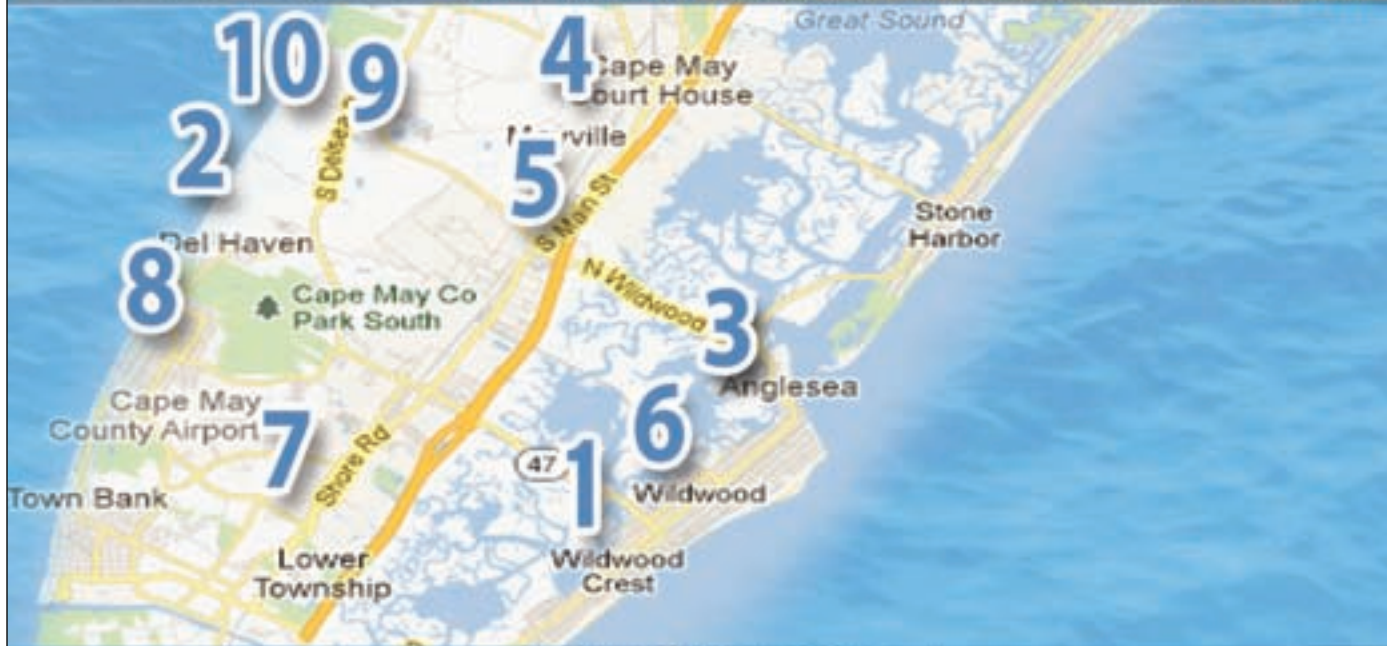 Great Sound
10
4
Cape May
Court House
9
S Delsea
2
Mayville
5
S Main St
Stone
Harbor
Del Haven
8
Cape May Co
Park South
N Wildwood
3
Anglesea
Cape May
County Airport
7
6
Shore Rd
47
1
Wildwood
Town Bank
Lower
Township
Wildwood
Crest